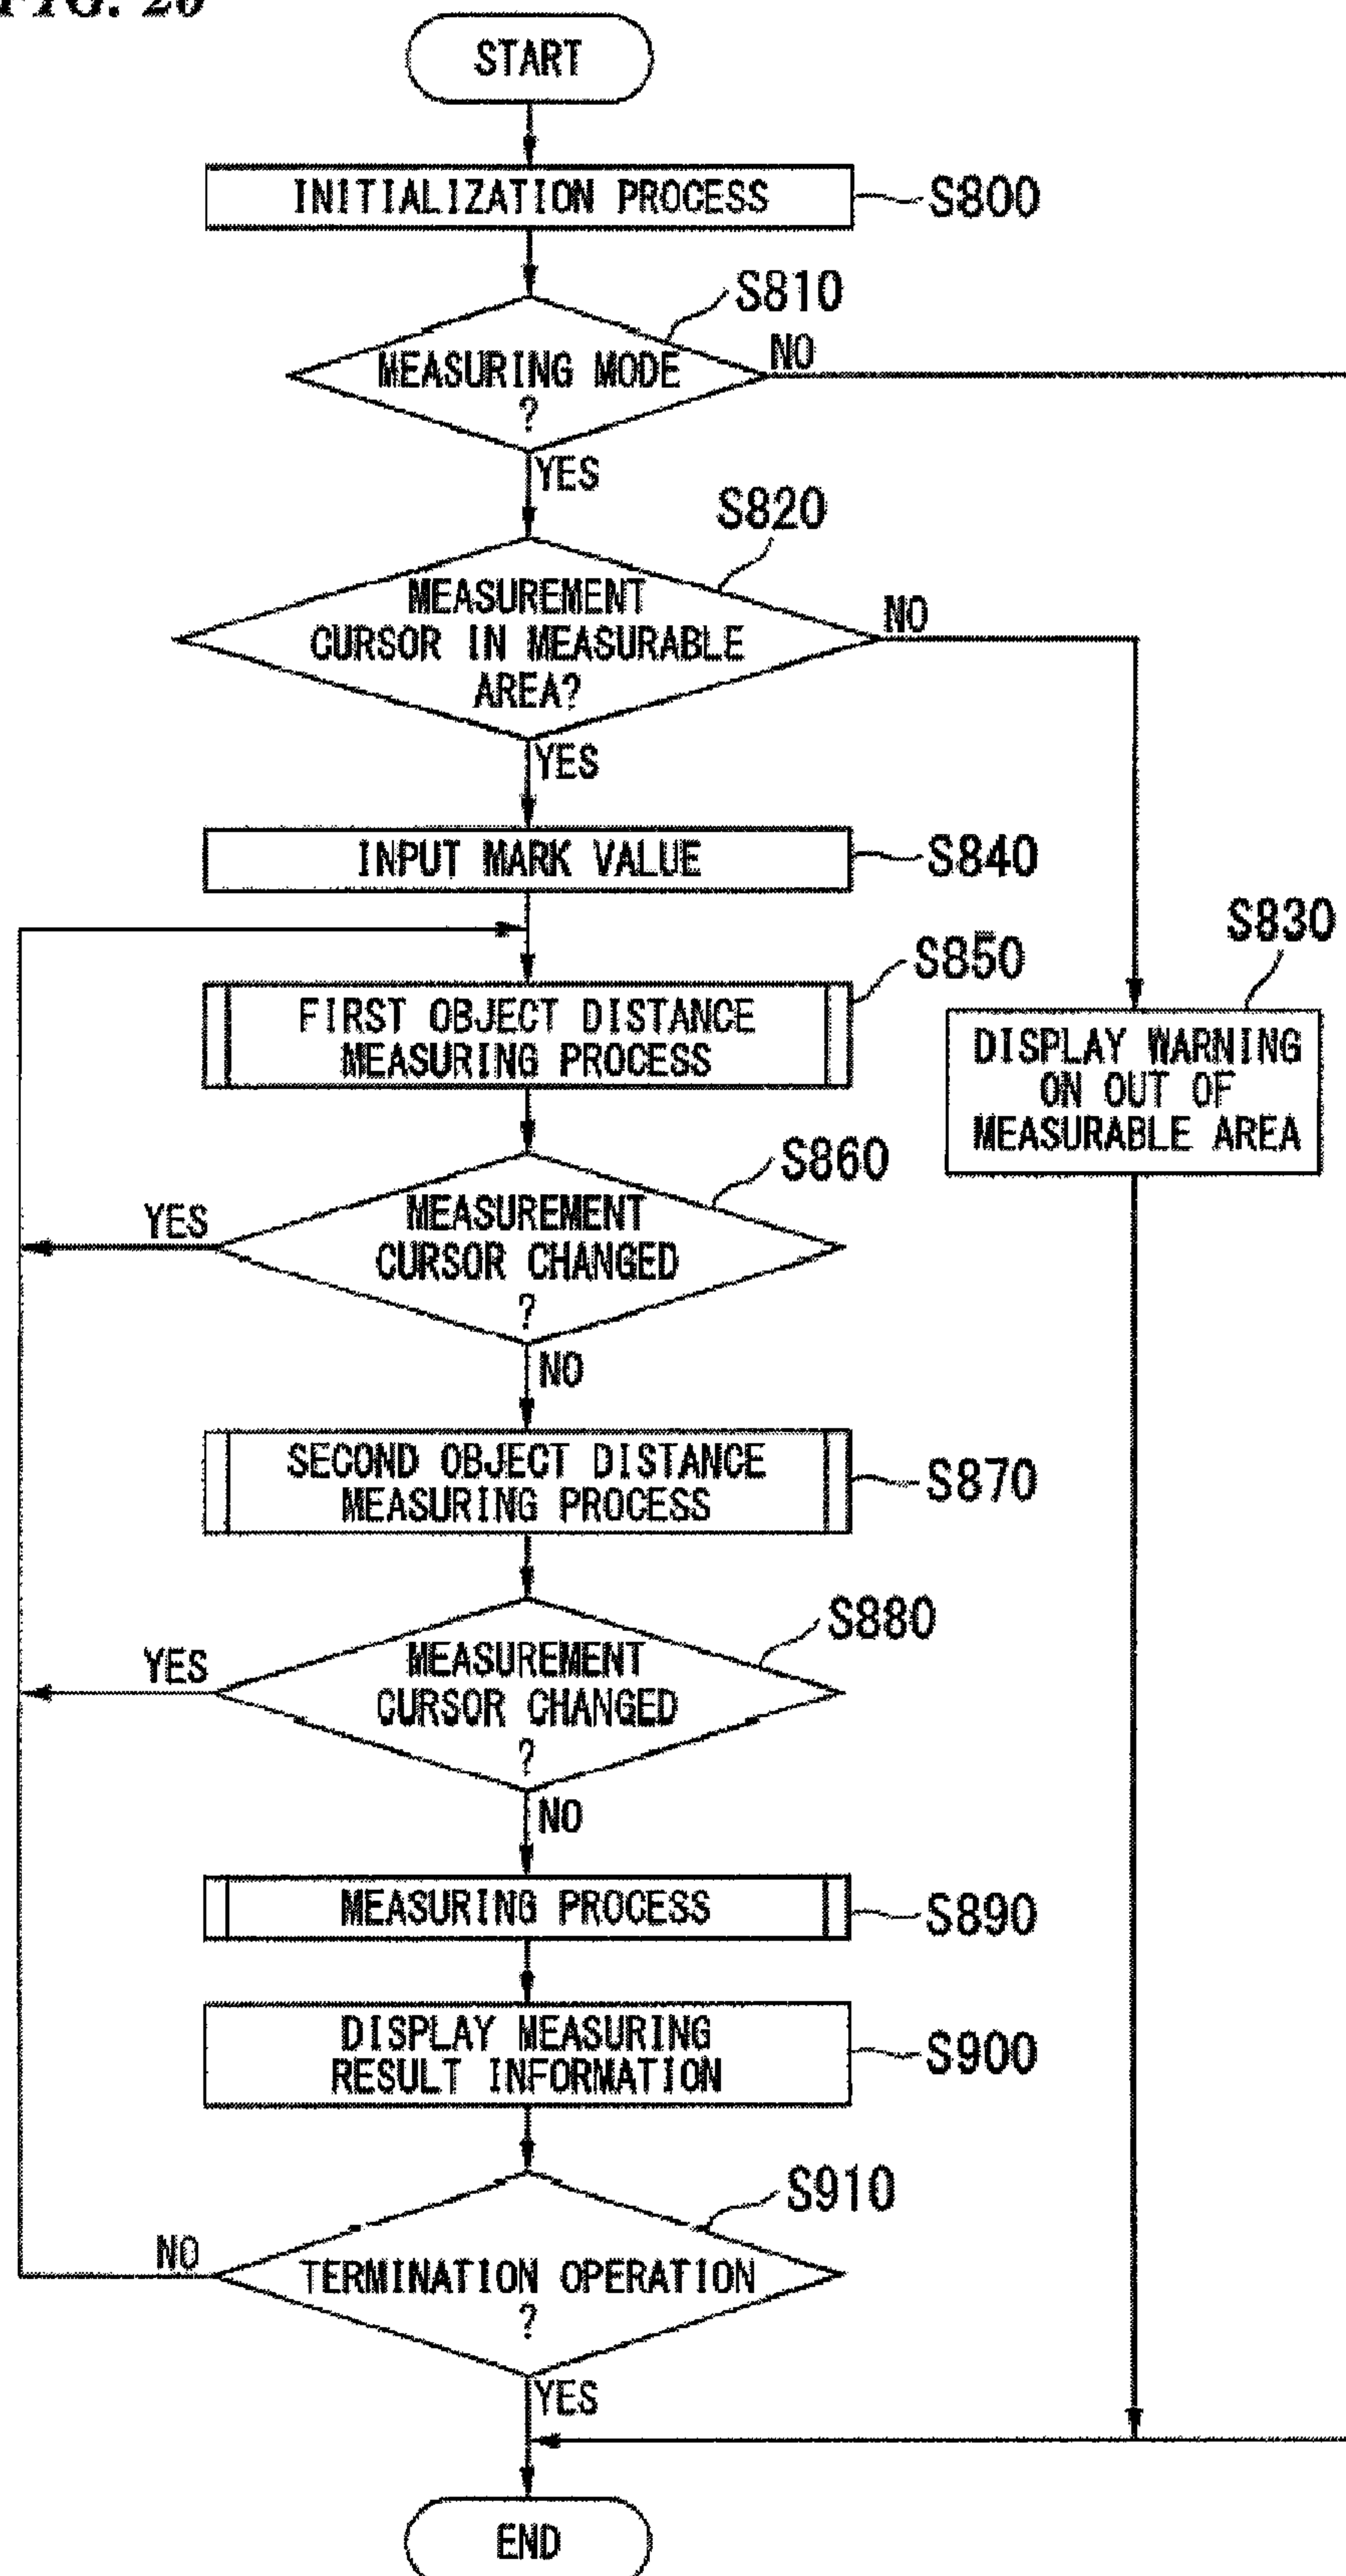 START
INITIALIZATION PROCESS
S800
S810
MEASURING MODE
?
NO
YES
S820
MEASUREMENT
CURSOR IN MEASURABLE
AREA?
NO
YES
INPUT MARK VALUE
S840
S830
DISPLAY WARNING
ON OUT OF
MEASURABLE AREA
S850
FIRST OBJECT DISTANCE
MEASURING PROCESS
S860
MEASUREMENT
CURSOR CHANGED
?
YES
NO
SECOND OBJECT DISTANCE
MEASURING PROCESS
S870
S880
MEASUREMENT
CURSOR CHANGED
?
YES
NO
MEASURING PROCESS
S890
DISPLAY MEASURING
RESULT INFORMATION
S900
S910
TERMINATION OPERATION
?
NO
YES
END